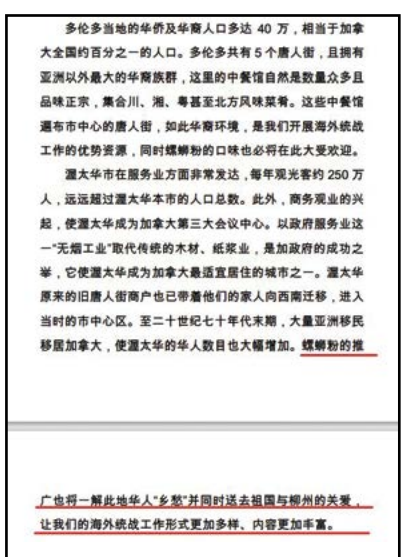 多伦多当地的华侨及华裔人口多达 40 万，相当于加拿
大全国约百分之一的人口。多伦多共有 5 个唐人街，且拥有
亚洲以外最大的华裔族群，这里的中餐馆自然是数量众多且
品味正宗，集合川、湘、粤甚至北方风味菜肴。这些中餐馆
遍布市中心的唐人街，如此华裔环境，是我们开展海外统战
工作的优势资源，同时螺蛳粉的口味也必将在此大受欢迎。
渥太华市在服务业方面非常发达，每年观光客约 250 万
人，远远超过渥太华本市的人口总数。此外，商务观业的兴
起，使渥太华成为加拿大第三大会议中心。以政府服务业这
一“无烟工业”取代传统的木材、纸浆业，是加政府的成功之
举，它使渥太华成为加拿大最适宜居住的城市之一。渥太华
原来的旧唐人街商户也已带着他们的家人向西南迁移，进入
当时的市中心区。至二十世纪七十年代末期，大量亚洲移民
移居加拿大，使渥太华的华人数目也大幅增加。螺蛳粉的推
广也将一解此地华人“乡愁”并同时送去祖国与柳州的关爱，
让我们的海外统战工作形式更加多样、内容更加丰富。